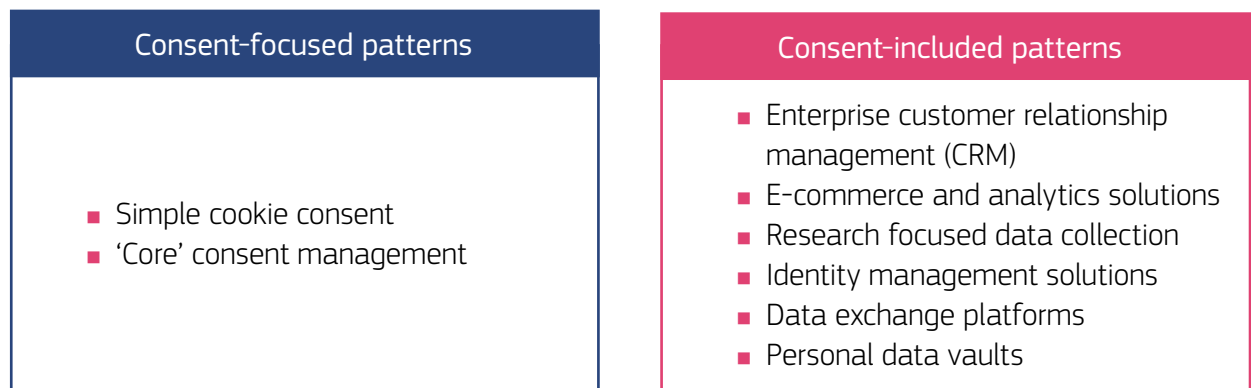 Consent-focused patterns
■ Simple cookie consent
■ ‘Core’ consent management
Consent-included patterns
■ Enterprise customer relationship
management (CRM)
■ E-commerce and analytics solutions
■ Research focused data collection
■ Identity management solutions
■ Data exchange platforms
■ Personal data vaults